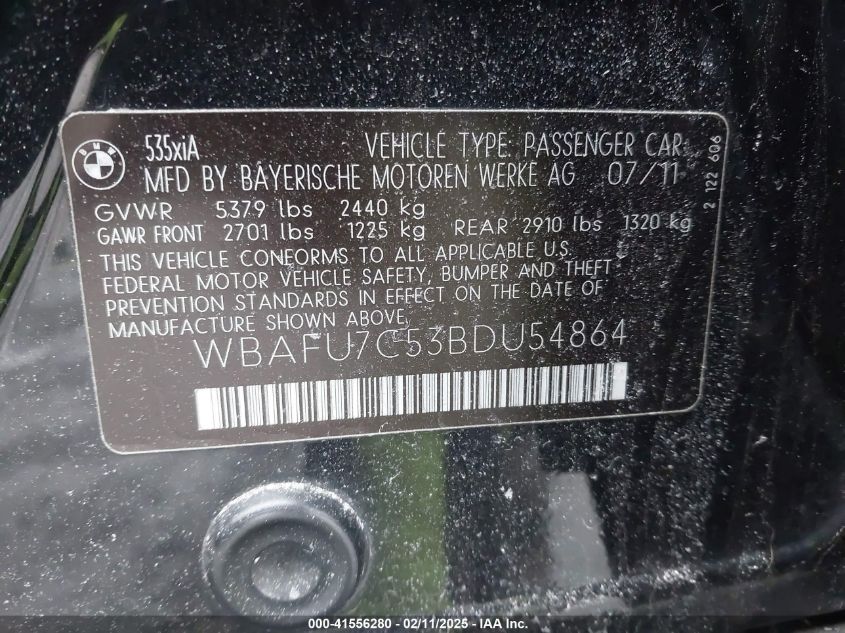 BMW
535xiA VEHICLE TYPE: PASSENGER CAR
MFD BY BAYERISCHE MOTOREN WERKE AG 07/11
GVWR 5379 lbs 2440 kg
GAWR FRONT 2701 lbs 1225 kg REAR 2910 lbs 1320 kg
THIS VEHICLE CONFORMS TO ALL APPLICABLE U.S.
FEDERAL MOTOR VEHICLE SAFETY, BUMPER AND THEFT
PREVENTION STANDARDS IN EFFECT ON THE DATE OF
MANUFACTURE SHOWN ABOVE.
WBAFU7C53BDU54864
2 122 606
000-41556280 - 02/11/2025 - IAAI.COM